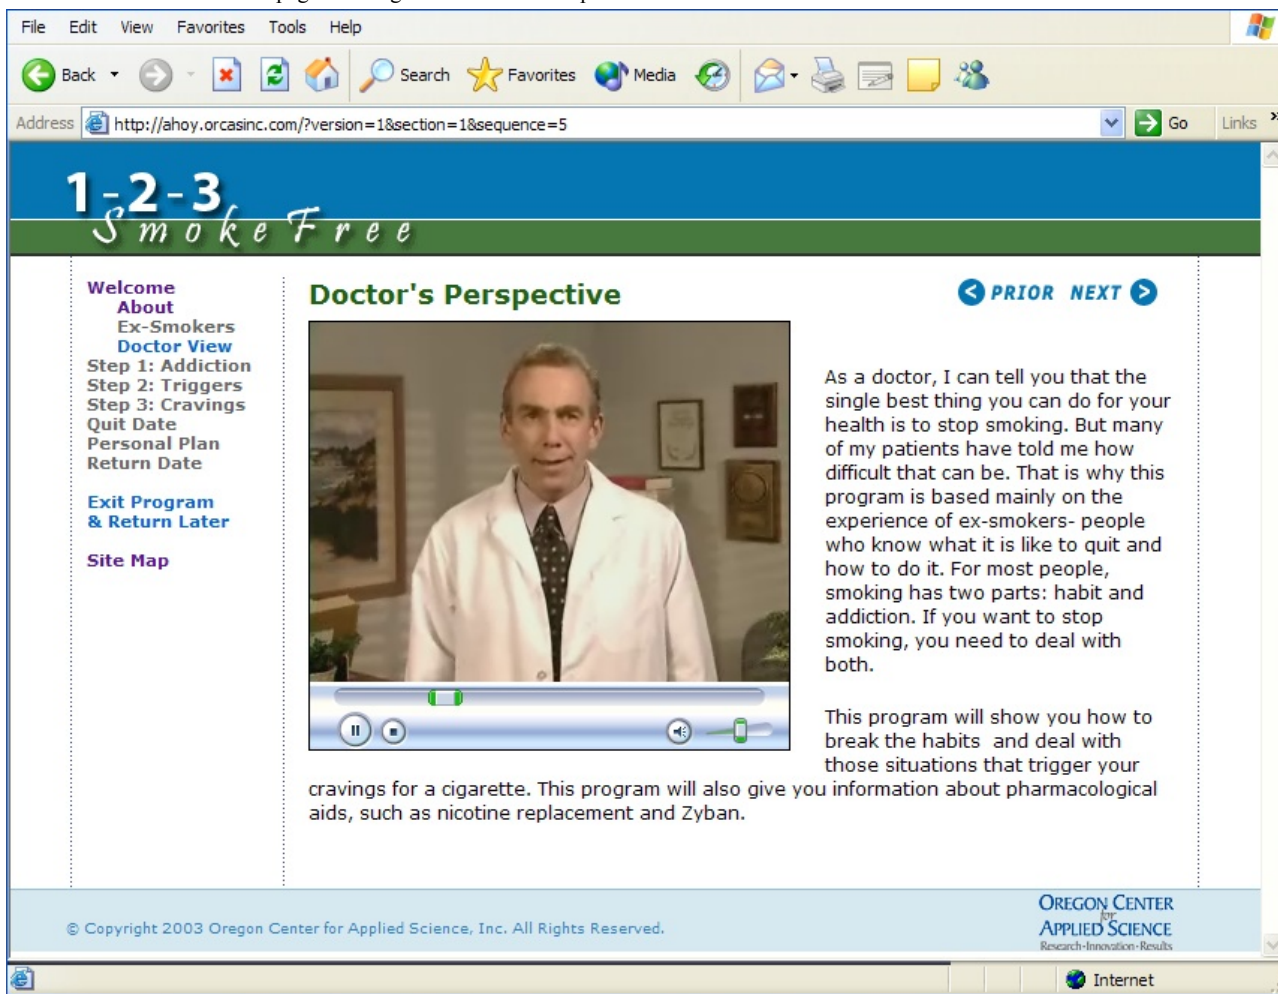 File Edit View Favorites Tools Help
Back Search Favorites Media
Address http://ahoy.orcasinc.com/?version=1&section=1&sequence=5 Go Links »
1-2-3
Smoke Free
Welcome
About
Ex-Smokers
Doctor View
Step 1: Addiction
Step 2: Triggers
Step 3: Cravings
Quit Date
Personal Plan
Return Date
Exit Program
& Return Later
Site Map
Doctor's Perspective
PRIOR NEXT
As a doctor, I can tell you that the
single best thing you can do for your
health is to stop smoking. But many
of my patients have told me how
difficult that can be. That is why this
program is based mainly on the
experience of ex-smokers- people
who know what it is like to quit and
how to do it. For most people,
smoking has two parts: habit and
addiction. If you want to stop
smoking, you need to deal with
both.
This program will show you how to
break the habits and deal with
those situations that trigger your
cravings for a cigarette. This program will also give you information about pharmacological
aids, such as nicotine replacement and Zyban.
© Copyright 2003 Oregon Center for Applied Science, Inc. All Rights Reserved.
OREGON CENTER
for
APPLIED SCIENCE
Research·Innovation·Results
Internet